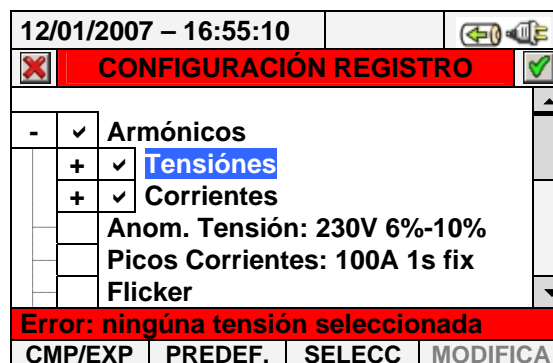 12/01/2007 – 16:55:10
CONFIGURACIÓN REGISTRO
- Armónicos
+ Tensiónes
+ Corrientes
Anom. Tensión: 230V 6%-10%
Picos Corrientes: 100A 1s fix
Flicker
Error: ningúna tensión seleccionada
CMP/EXP PREDEF. SELECC MODIFICA